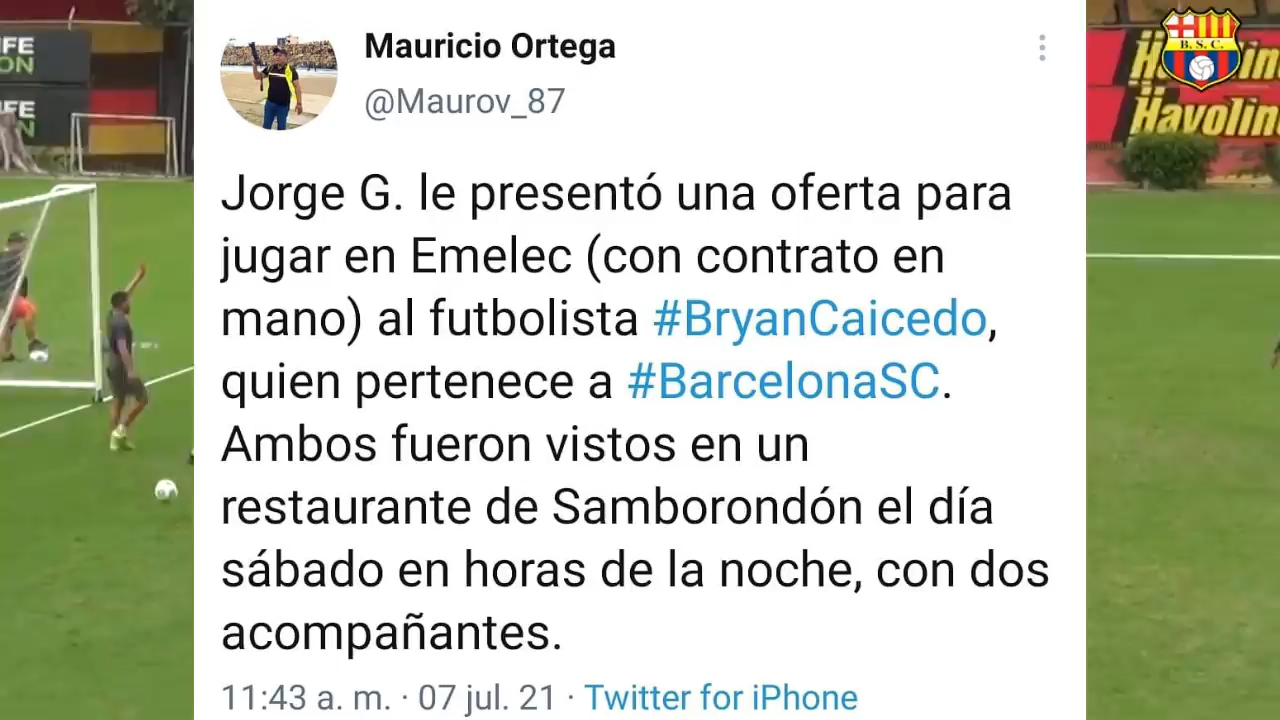 Mauricio Ortega
@Maurov_87
Jorge G. le presentó una oferta para
jugar en Emelec (con contrato en
mano) al futbolista #BryanCaicedo,
quien pertenece a #BarcelonaSC.
Ambos fueron vistos en un
restaurante de Samborondón el día
sábado en horas de la noche, con dos
acompañantes.
11:43 a. m. · 07 jul. 21 · Twitter for iPhone
B. S. C.
Havolin